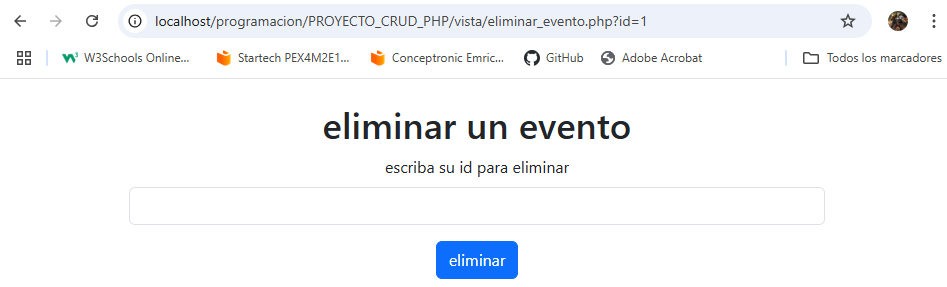 localhost/programacion/PROYECTO_CRUD_PHP/vista/eliminar_evento.php?id=1
W3Schools Online... Startech PEX4M2E1... Conceptronic Emric... GitHub Adobe Acrobat Todos los marcadores
eliminar un evento
escriba su id para eliminar
eliminar